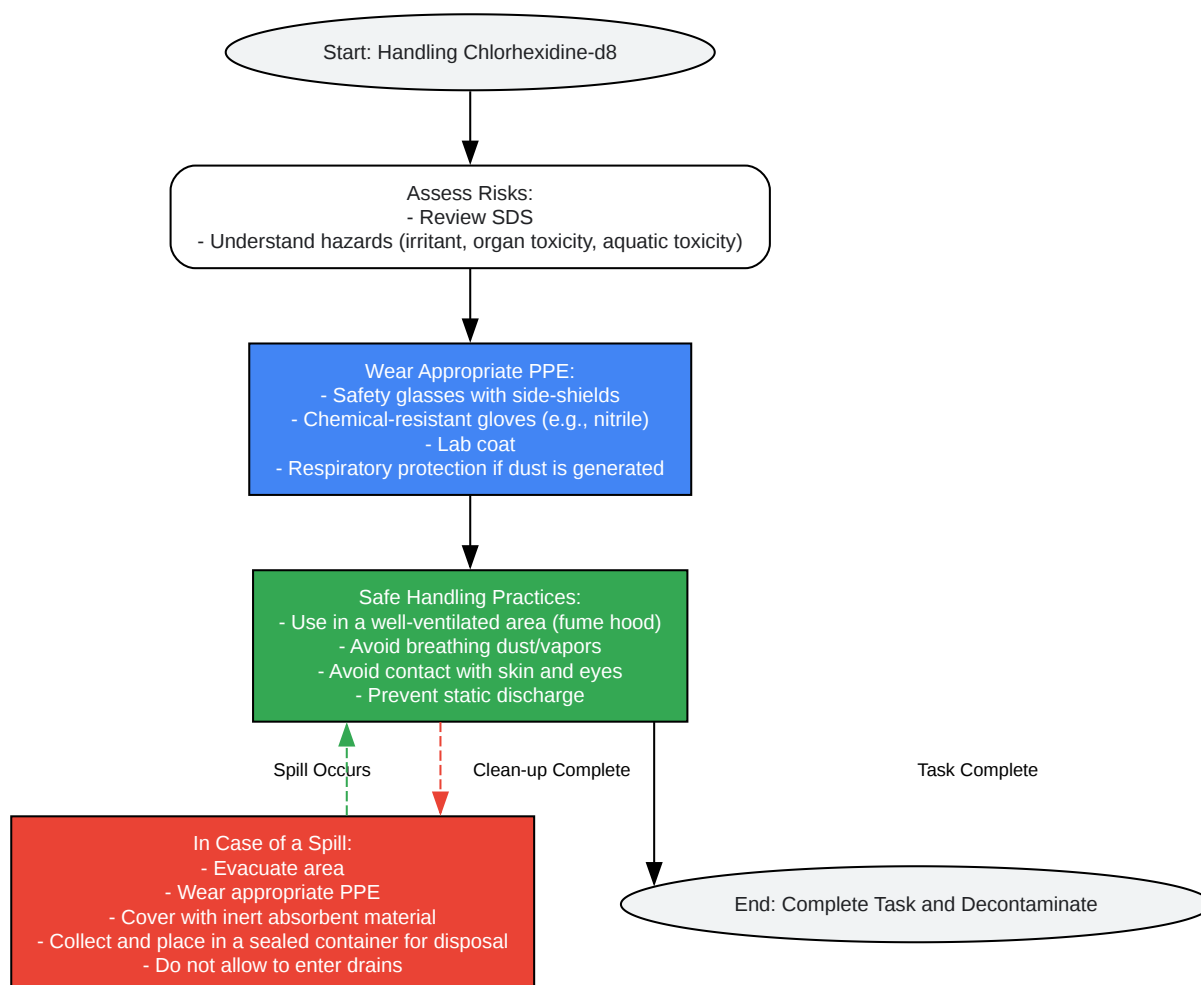 Start: Handling Chlorhexidine-d8
Assess Risks:
- Review SDS
- Understand hazards (irritant, organ toxicity, aquatic toxicity)
Wear Appropriate PPE:
- Safety glasses with side-shields
- Chemical-resistant gloves (e.g., nitrile)
- Lab coat
- Respiratory protection if dust is generated
Safe Handling Practices:
- Use in a well-ventilated area (fume hood)
- Avoid breathing dust/vapors
- Avoid contact with skin and eyes
- Prevent static discharge
Spill Occurs
Clean-up Complete
Task Complete
In Case of a Spill:
- Evacuate area
- Wear appropriate PPE
- Cover with inert absorbent material
- Collect and place in a sealed container for disposal
- Do not allow to enter drains
End: Complete Task and Decontaminate